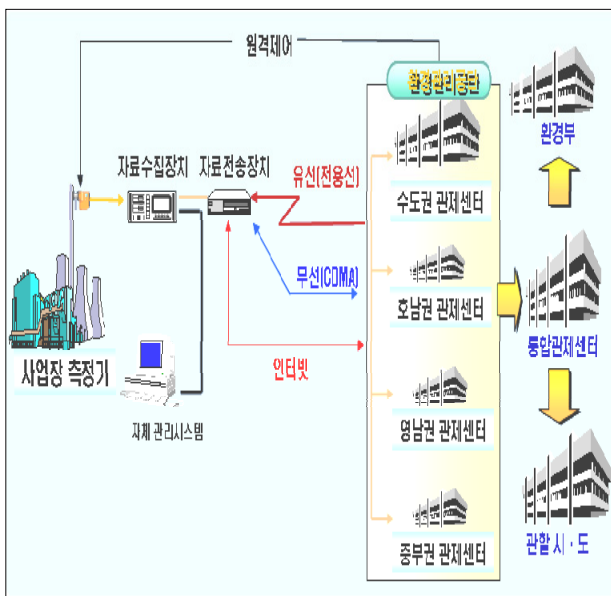 원격제어
환경관리공단
환경부
자료수집장치
자료전송장치
유선(전용선)
수도권 관제센터
무선(CDMA)
호남권 관제센터
통합관제센터
사업장 측정기
인터넷
자체 관리시스템
영남권 관제센터
중부권 관제센터
관할 시·도